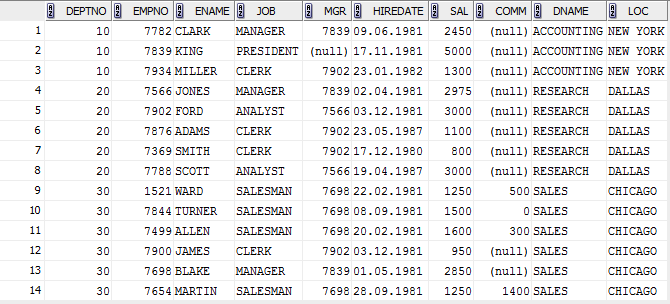 DEPTNO EMPNO ENAME JOB MGR HIREDATE SAL COMM DNAME LOC
1 10 7782 CLARK MANAGER 7839 09.06.1981 2450 (null) ACCOUNTING NEW YORK
2 10 7839 KING PRESIDENT (null) 17.11.1981 5000 (null) ACCOUNTING NEW YORK
3 10 7934 MILLER CLERK 7902 23.01.1982 1300 (null) ACCOUNTING NEW YORK
4 20 7566 JONES MANAGER 7839 02.04.1981 2975 (null) RESEARCH DALLAS
5 20 7902 FORD ANALYST 7566 03.12.1981 3000 (null) RESEARCH DALLAS
6 20 7876 ADAMS CLERK 7902 23.05.1987 1100 (null) RESEARCH DALLAS
7 20 7369 SMITH CLERK 7902 17.12.1980 800 (null) RESEARCH DALLAS
8 20 7788 SCOTT ANALYST 7566 19.04.1987 3000 (null) RESEARCH DALLAS
9 30 1521 WARD SALESMAN 7698 22.02.1981 1250 500 SALES CHICAGO
10 30 7844 TURNER SALESMAN 7698 08.09.1981 1500 0 SALES CHICAGO
11 30 7499 ALLEN SALESMAN 7698 20.02.1981 1600 300 SALES CHICAGO
12 30 7900 JAMES CLERK 7902 03.12.1981 950 (null) SALES CHICAGO
13 30 7698 BLAKE MANAGER 7839 01.05.1981 2850 (null) SALES CHICAGO
14 30 7654 MARTIN SALESMAN 7698 28.09.1981 1250 1400 SALES CHICAGO